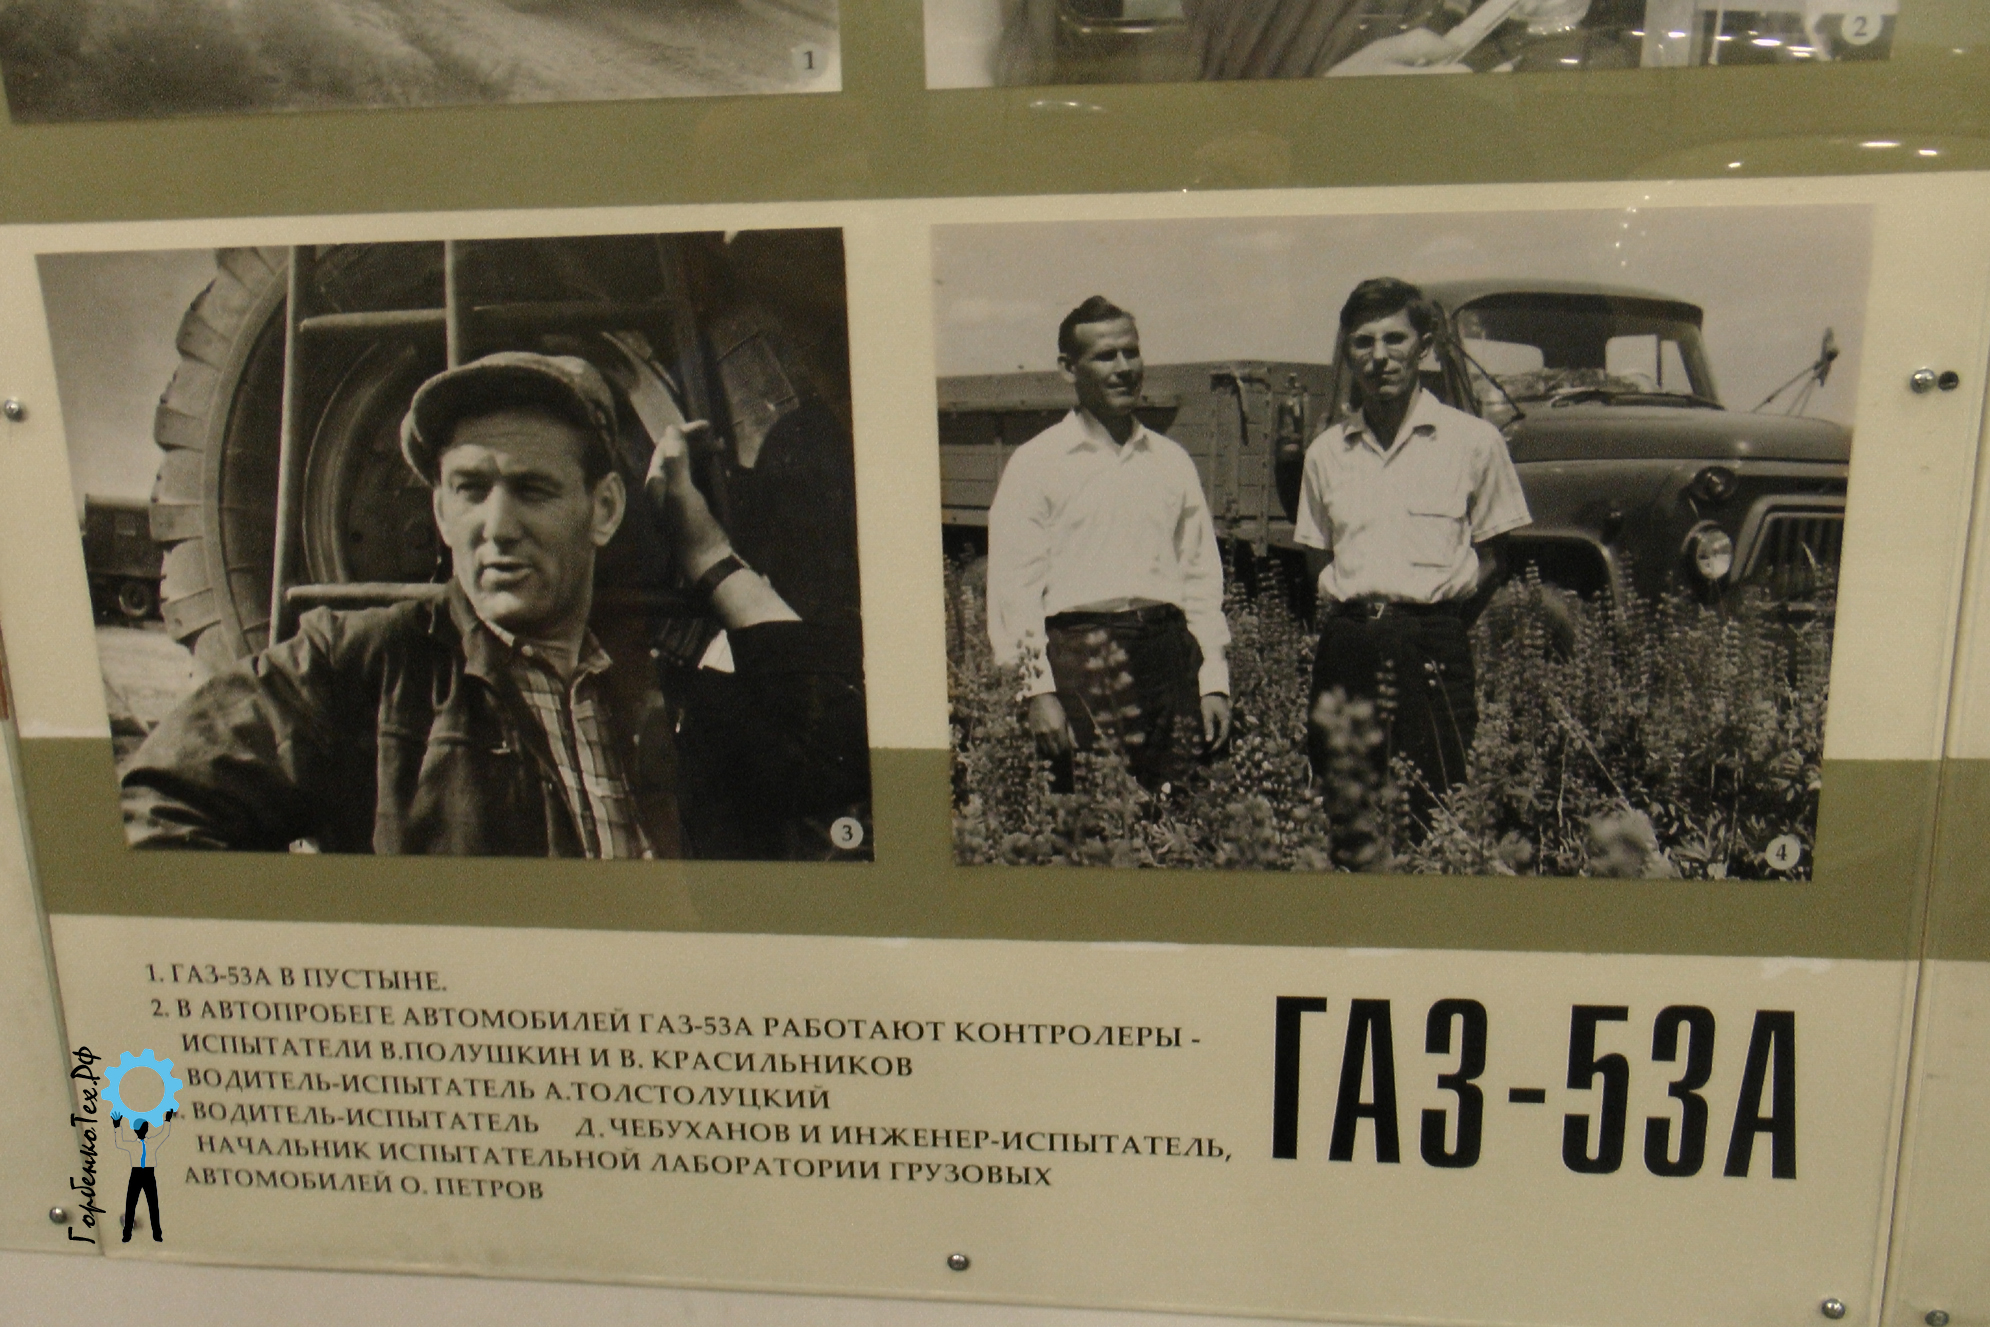 1
2
3
4
1. ГАЗ-53А В ПУСТЫНЕ.
2. В АВТОПРОБЕГЕ АВТОМОБИЛЕЙ ГАЗ-53А РАБОТАЮТ КОНТРОЛЕРЫ -
ИСПЫТАТЕЛИ В.ПОЛУШКИН И В. КРАСИЛЬНИКОВ
ВОДИТЕЛЬ-ИСПЫТАТЕЛЬ А.ТОЛСТОЛУЦКИЙ
. ВОДИТЕЛЬ-ИСПЫТАТЕЛЬ Д.ЧЕБУХАНОВ И ИНЖЕНЕР-ИСПЫТАТЕЛЬ,
НАЧАЛЬНИК ИСПЫТАТЕЛЬНОЙ ЛАБОРАТОРИИ ГРУЗОВЫХ
АВТОМОБИЛЕЙ О. ПЕТРОВ
ГАЗ-53А
ГорбенкоТех.РФ